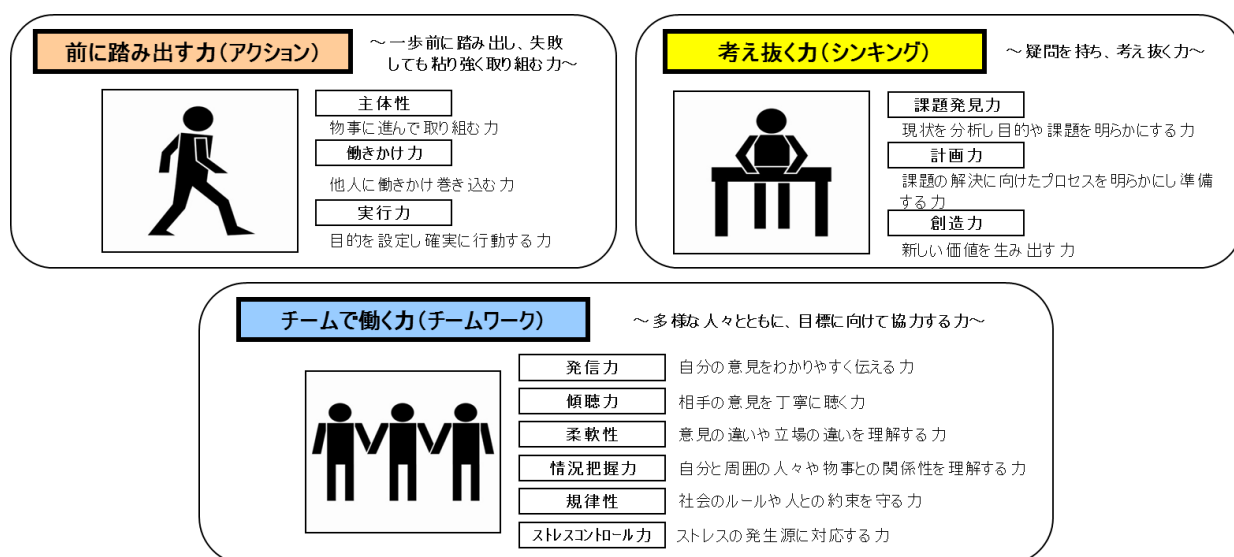 前に踏み出す力(アクション)
～一歩前に踏み出し、失敗
しても粘り強く取り組む力～
主体性
物事に進んで取り組む力
働きかけ力
他人に働きかけ巻き込む力
実行力
目的を設定し確実に行動する力
考え抜く力(シンキング)
～疑問を持ち、考え抜く力～
課題発見力
現状を分析し目的や課題を明らかにする力
計画力
課題の解決に向けたプロセスを明らかにし準備
する力
創造力
新しい価値を生み出す力
チームで働く力(チームワーク)
～多様な人々とともに、目標に向けて協力する力～
発信力
自分の意見をわかりやすく伝える力
傾聴力
相手の意見を丁寧に聴く力
柔軟性
意見の違いや立場の違いを理解する力
情況把握力
自分と周囲の人々や物事との関係性を理解する力
規律性
社会のルールや人との約束を守る力
ストレスコントロール力
ストレスの発生源に対応する力